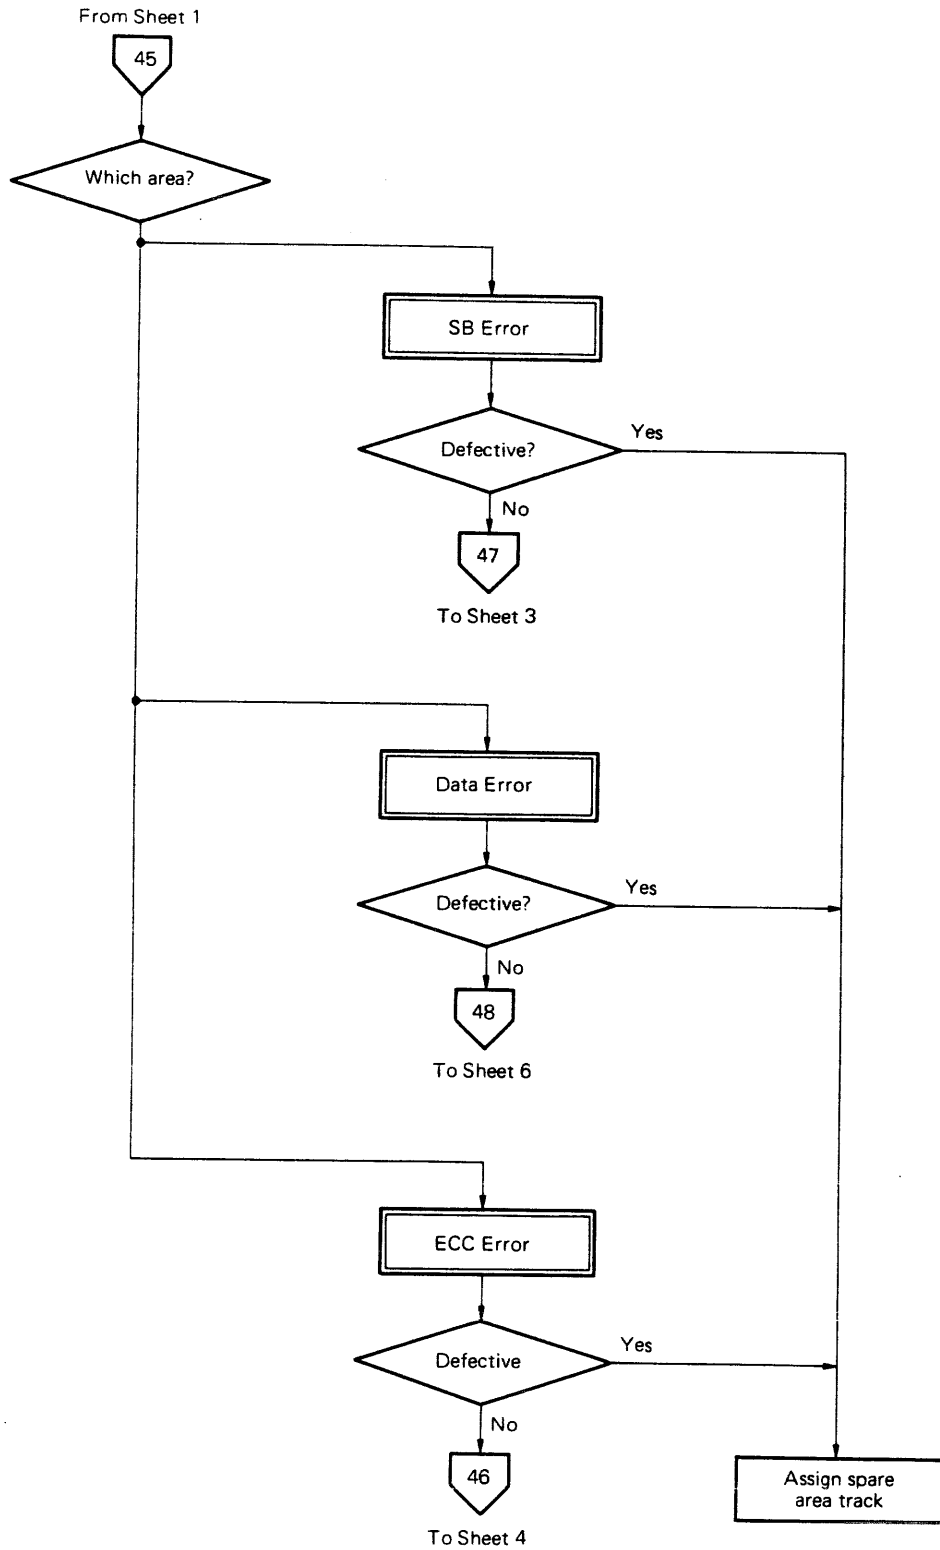 From Sheet 1
45
Which area?
SB Error
Defective?
Yes
No
47
To Sheet 3
Data Error
Defective?
Yes
No
48
To Sheet 6
ECC Error
Defective
Yes
No
46
To Sheet 4
Assign spare
area track